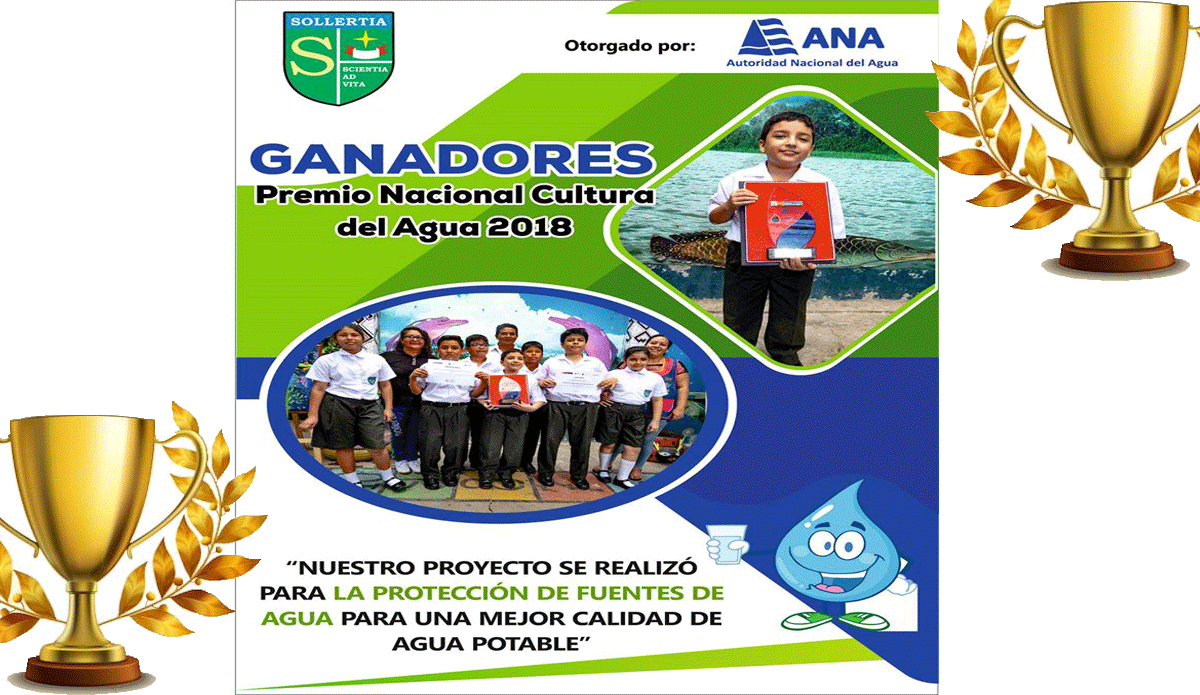 SOLLERTIA
S
SCIENTIA
AD
VITA
Otorgado por:
ANA
Autoridad Nacional del Agua
GANADORES
Premio Nacional Cultura
del Agua 2018
“NUESTRO PROYECTO SE REALIZÓ
PARA LA PROTECCIÓN DE FUENTES DE
AGUA PARA UNA MEJOR CALIDAD DE
AGUA POTABLE”